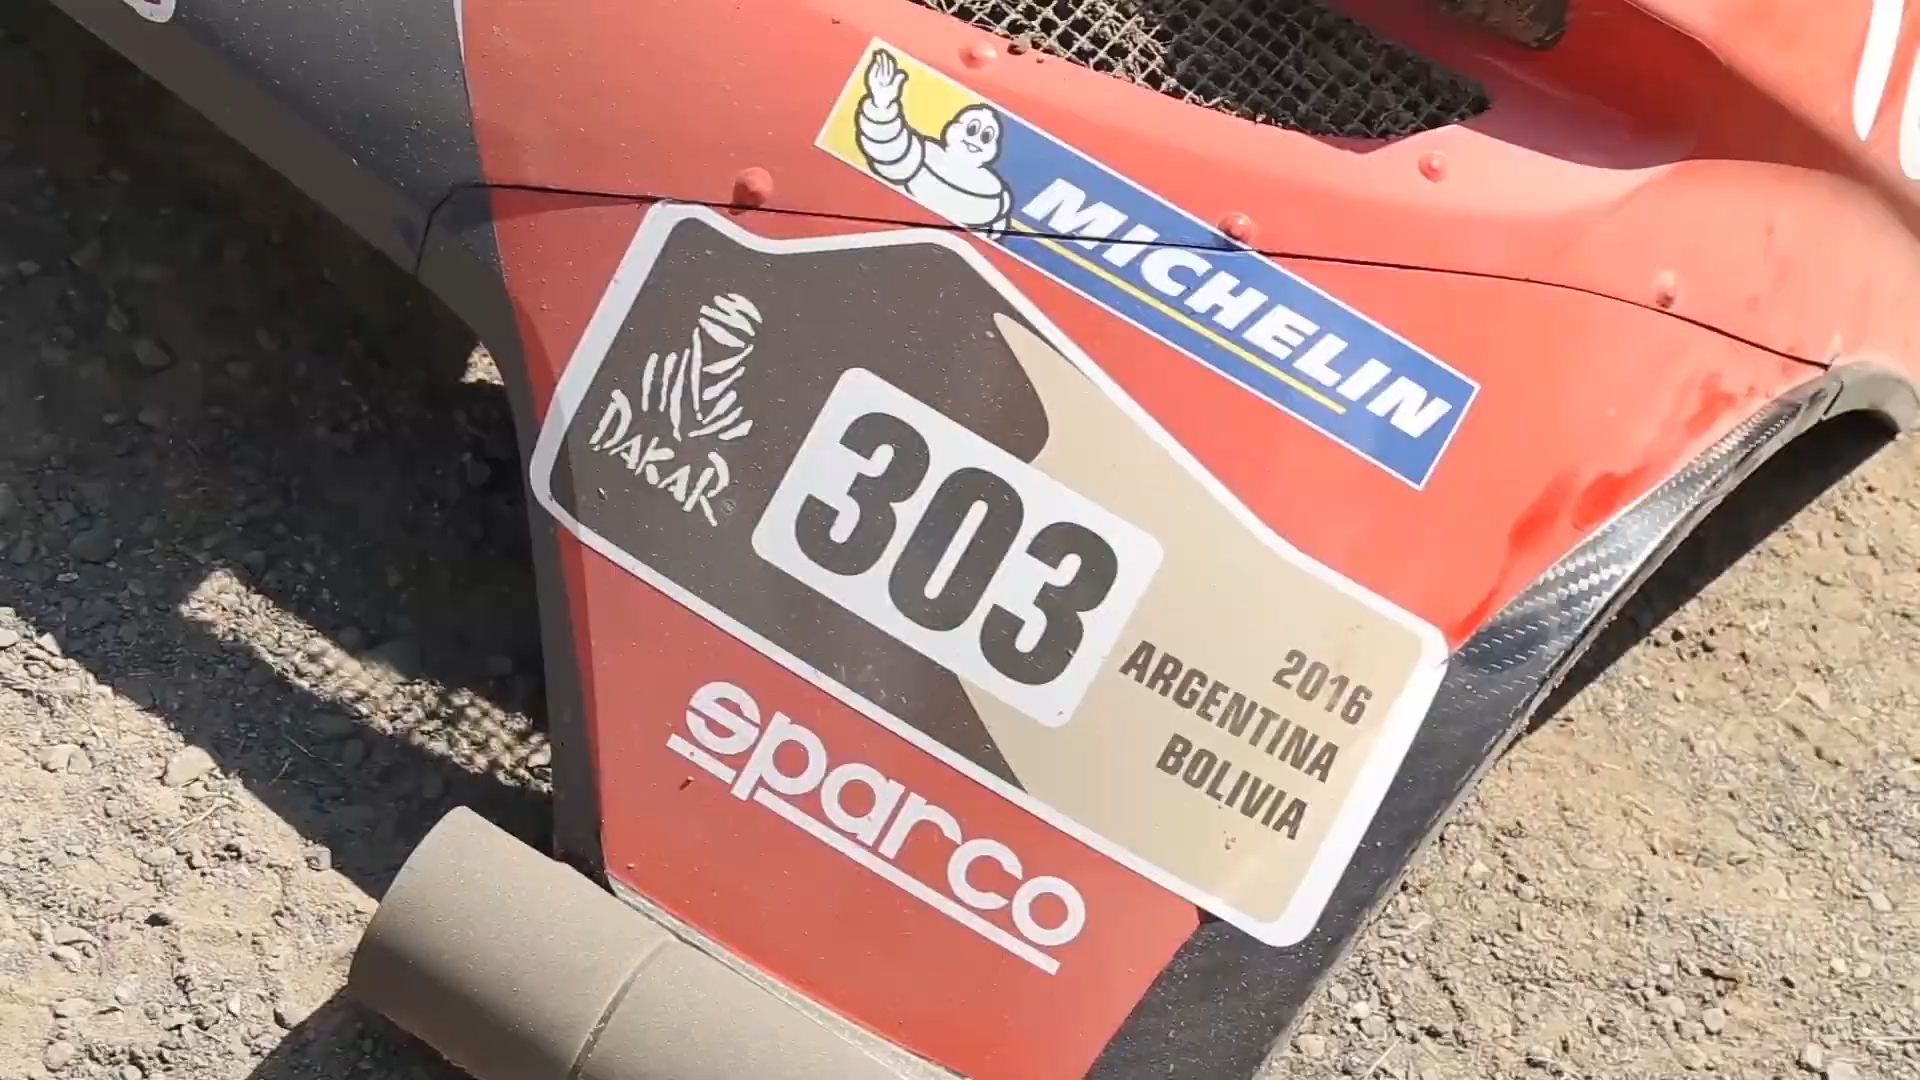 MICHELIN
DAKAR
303
2016
ARGENTINA
BOLIVIA
sparco